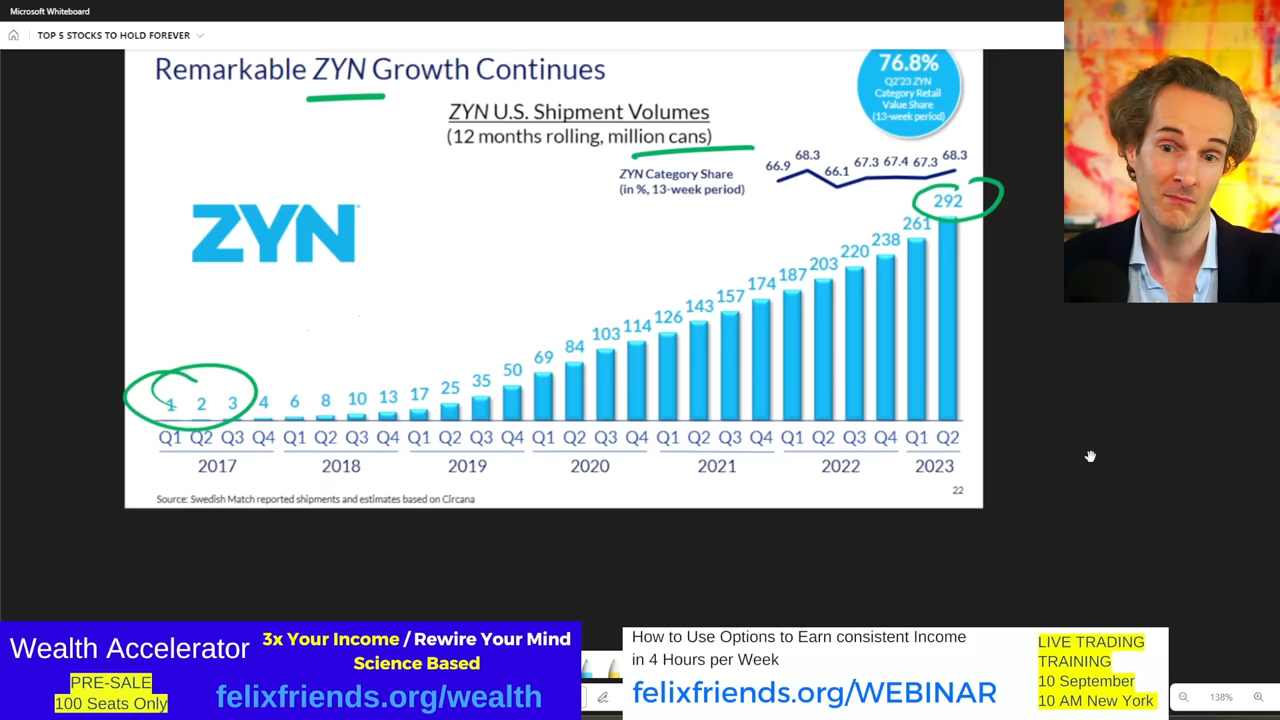 Microsoft Whiteboard
TOP 5 STOCKS TO HOLD FOREVER
Remarkable ZYN Growth Continues
76.8%
Q2'23 ZYN
Category Retail
Value Share
(13-week period)
ZYN U.S. Shipment Volumes
(12 months rolling, million cans)
ZYN Category Share
(in %, 13-week period)
66.9 68.3 66.1 67.3 67.4 67.3 68.3
ZYN
1 2 3 4 6 8 10 13 17 25 35 50 69 84 103 114 126 143 157 174 187 203 220 238 261 292
Q1 Q2 Q3 Q4 Q1 Q2 Q3 Q4 Q1 Q2 Q3 Q4 Q1 Q2 Q3 Q4 Q1 Q2 Q3 Q4 Q1 Q2 Q3 Q4 Q1 Q2
2017 2018 2019 2020 2021 2022 2023
22
Source: Swedish Match reported shipments and estimates based on Circana
Wealth Accelerator
PRE-SALE
100 Seats Only
3x Your Income / Rewire Your Mind
Science Based
felixfriends.org/wealth
How to Use Options to Earn consistent Income
in 4 Hours per Week
felixfriends.org/WEBINAR
LIVE TRADING
TRAINING
10 September
10 AM New York
138%